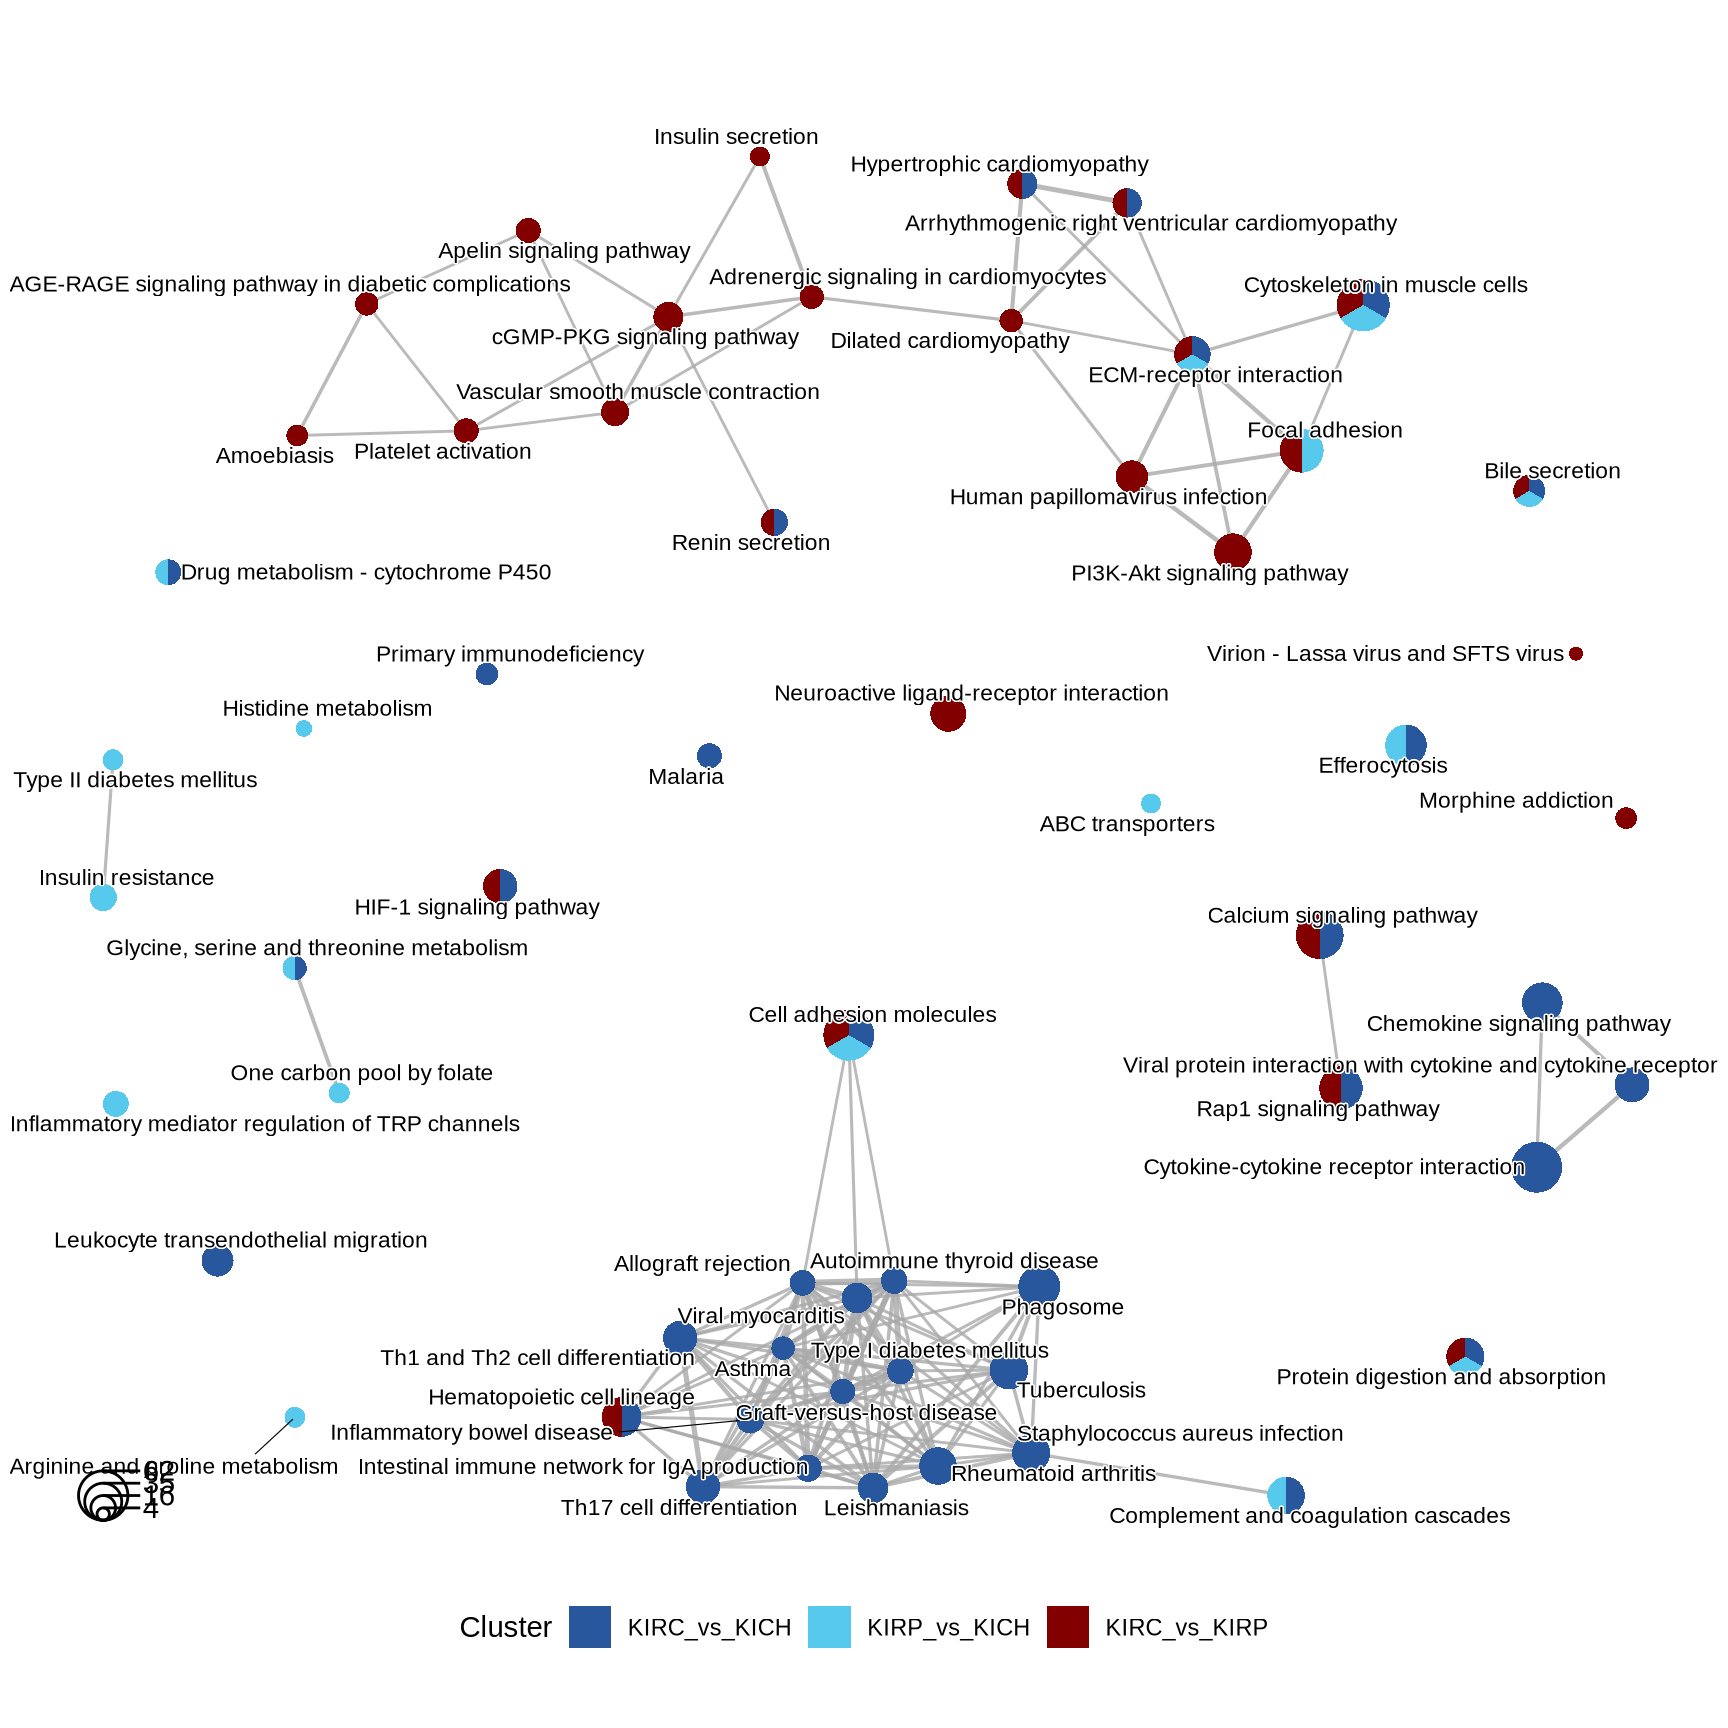 Insulin secretion
Hypertrophic cardiomyopathy
Arrhythmogenic right ventricular cardiomyopathy
Apelin signaling pathway
AGE-RAGE signaling pathway in diabetic complications
Adrenergic signaling in cardiomyocytes
Cytoskeleton in muscle cells
cGMP-PKG signaling pathway
Dilated cardiomyopathy
ECM-receptor interaction
Vascular smooth muscle contraction
Focal adhesion
Amoebiasis
Platelet activation
Bile secretion
Human papillomavirus infection
Renin secretion
PI3K-Akt signaling pathway
Drug metabolism - cytochrome P450
Primary immunodeficiency
Virion - Lassa virus and SFTS virus
Neuroactive ligand-receptor interaction
Histidine metabolism
Type II diabetes mellitus
Malaria
Efferocytosis
Morphine addiction
ABC transporters
Insulin resistance
HIF-1 signaling pathway
Calcium signaling pathway
Glycine, serine and threonine metabolism
Cell adhesion molecules
Chemokine signaling pathway
Viral protein interaction with cytokine and cytokine receptor
One carbon pool by folate
Rap1 signaling pathway
Inflammatory mediator regulation of TRP channels
Cytokine-cytokine receptor interaction
Leukocyte transendothelial migration
Allograft rejection
Autoimmune thyroid disease
Phagosome
Viral myocarditis
Type I diabetes mellitus
Th1 and Th2 cell differentiation
Asthma
Protein digestion and absorption
Tuberculosis
Hematopoietic cell lineage
Graft-versus-host disease
Inflammatory bowel disease
Staphylococcus aureus infection
Arginine and proline metabolism
Intestinal immune network for IgA production
Rheumatoid arthritis
Th17 cell differentiation
Leishmaniasis
Complement and coagulation cascades
16
4
Cluster
KIRC_vs_KICH
KIRP_vs_KICH
KIRC_vs_KIRP